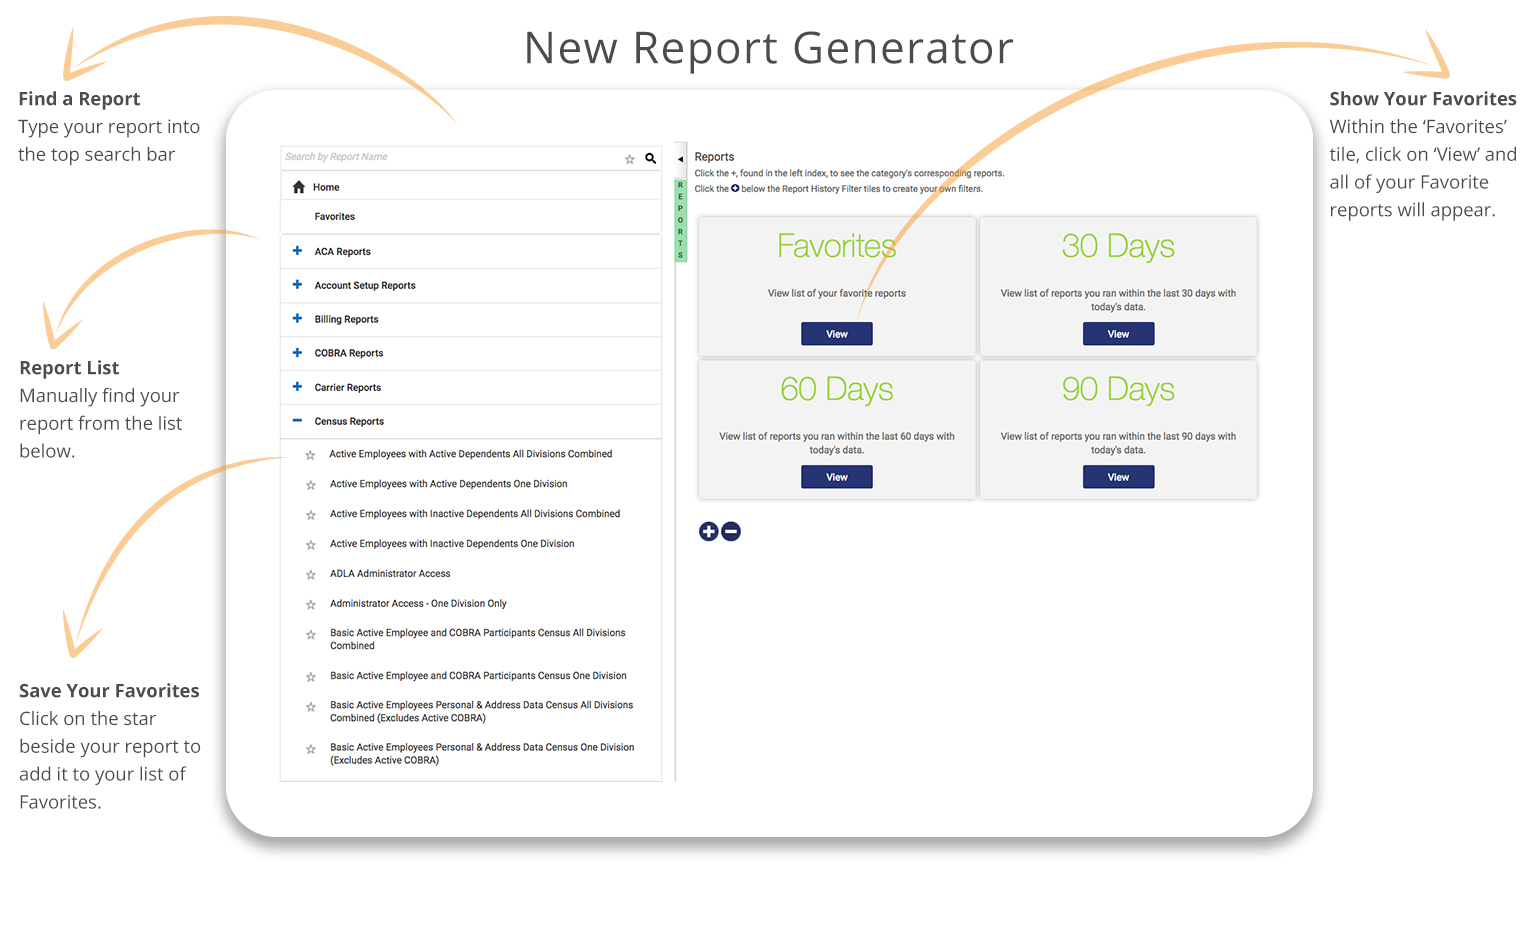 New Report Generator
Find a Report
Type your report into
the top search bar
Report List
Manually find your
report from the list
below.
Save Your Favorites
Click on the star
beside your report to
add it to your list of
Favorites.
Search by Report Name
Home
Favorites
ACA Reports
Account Setup Reports
Billing Reports
COBRA Reports
Carrier Reports
Census Reports
Active Employees with Active Dependents All Divisions Combined
Active Employees with Active Dependents One Division
Active Employees with Inactive Dependents All Divisions Combined
Active Employees with Inactive Dependents One Division
ADLA Administrator Access
Administrator Access - One Division Only
Basic Active Employee and COBRA Participants Census All Divisions
Combined
Basic Active Employee and COBRA Participants Census One Division
Basic Active Employees Personal & Address Data Census All Divisions
Combined (Excludes Active COBRA)
Basic Active Employees Personal & Address Data Census One Division
(Excludes Active COBRA)
REPORTS
Reports
Click the +, found in the left index, to see the category's corresponding reports.
Click the + below the Report History Filter tiles to create your own filters.
Favorites
View list of your favorite reports
View
30 Days
View list of reports you ran within the last 30 days with
today's data.
View
60 Days
View list of reports you ran within the last 60 days with
today's data.
View
90 Days
View list of reports you ran within the last 90 days with
today's data.
View
Show Your Favorites
Within the ‘Favorites’
tile, click on ‘View’ and
all of your Favorite
reports will appear.